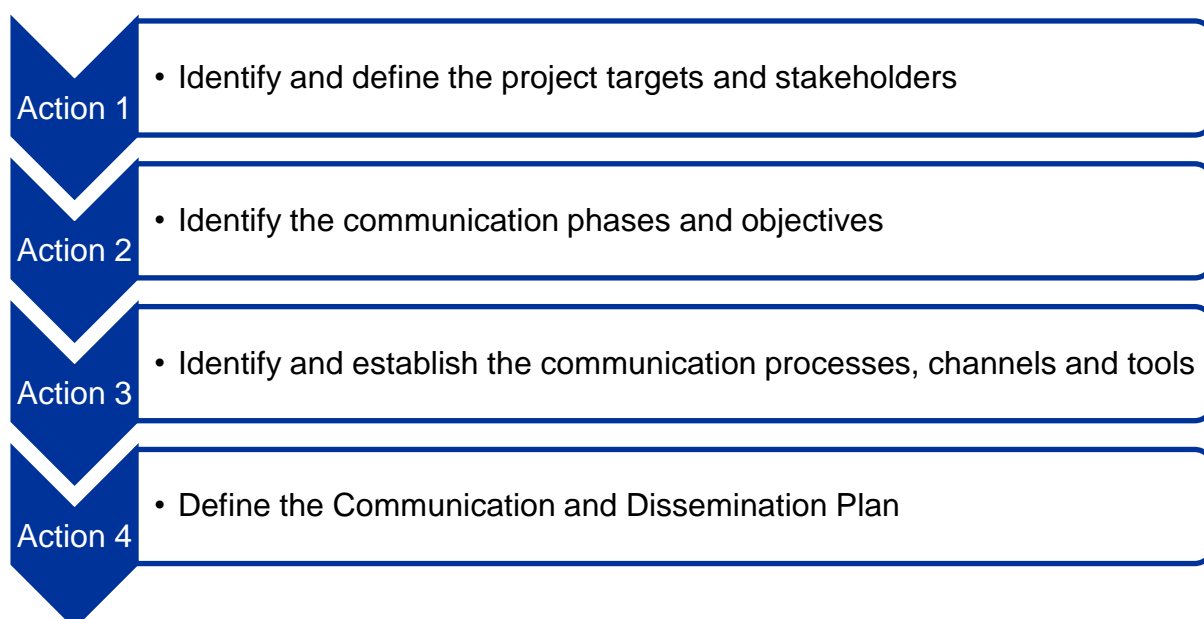 Action 1
• Identify and define the project targets and stakeholders
Action 2
• Identify the communication phases and objectives
Action 3
• Identify and establish the communication processes, channels and tools
Action 4
• Define the Communication and Dissemination Plan